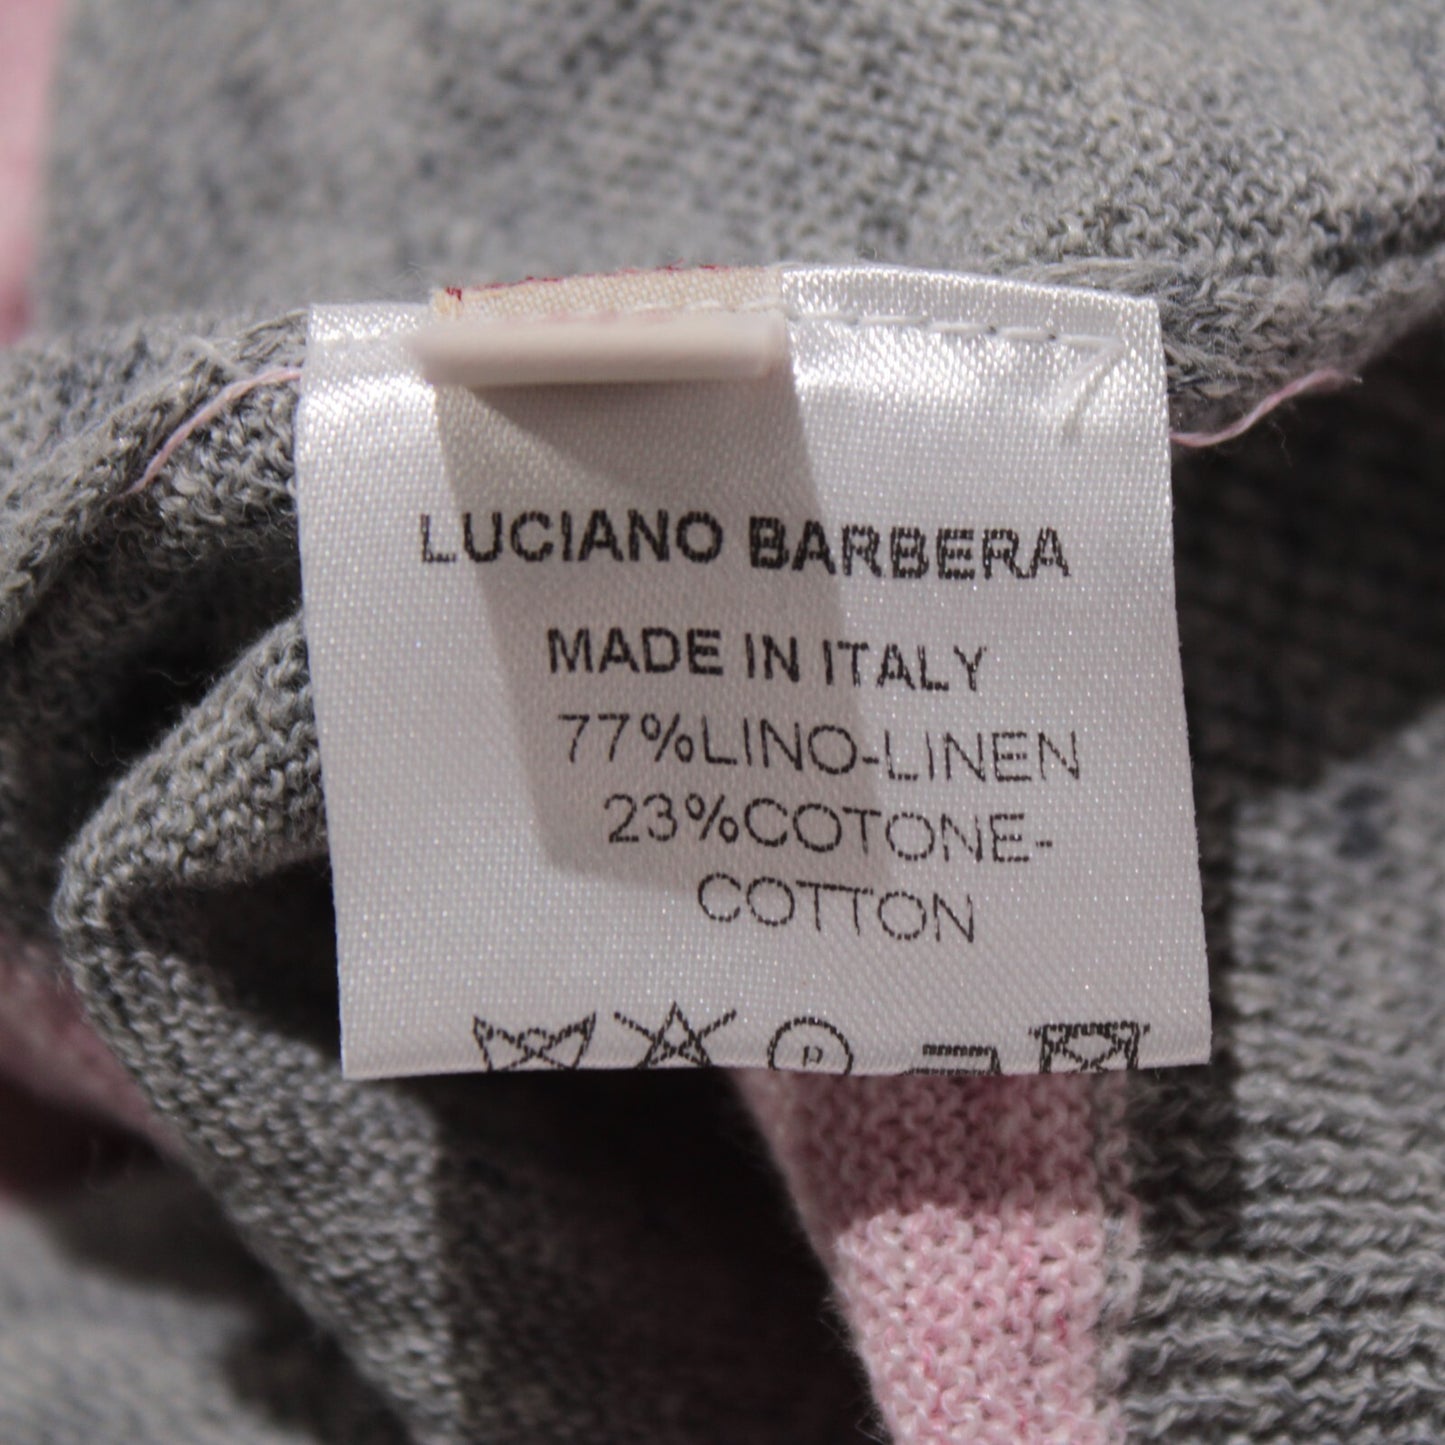 LUCIANO BARBERA
MADE IN ITALY
77%LINO-LINEN
23%COTONE-
COTTON
P